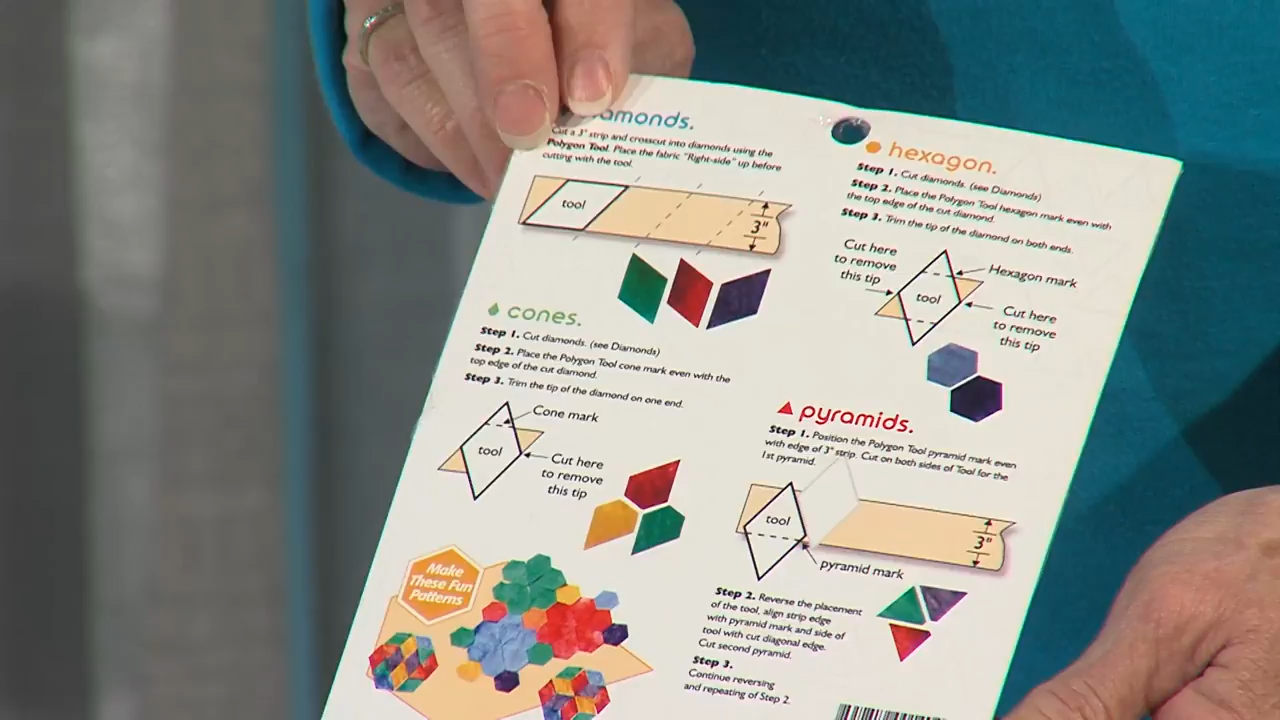 amonds.
Cut a 3" strip and crosscut into diamonds using the
Polygon Tool. Place the fabric "Right-side" up before
cutting with the tool.
tool
3"
cones.
Step 1. Cut diamonds. (see Diamonds)
Step 2. Place the Polygon Tool cone mark even with the
top edge of the cut diamond.
Step 3. Trim the tip of the diamond on one end.
Cone mark
tool
Cut here
to remove
this tip
Make
These Fun
Patterns
hexagon.
Step 1. Cut diamonds. (see Diamonds)
Step 2. Place the Polygon Tool hexagon mark even with
the top edge of the cut diamond.
Step 3. Trim the tip of the diamond on both ends.
Cut here
to remove
this tip
Hexagon mark
tool
Cut here
to remove
this tip
pyramids.
Step 1. Position the Polygon Tool pyramid mark even
with edge of 3" strip. Cut on both sides of Tool for the
1st pyramid.
tool
3"
pyramid mark
Step 2. Reverse the placement
of the tool, align strip edge
with pyramid mark and side of
tool with cut diagonal edge.
Cut second pyramid.
Step 3.
Continue reversing
and repeating of Step 2.